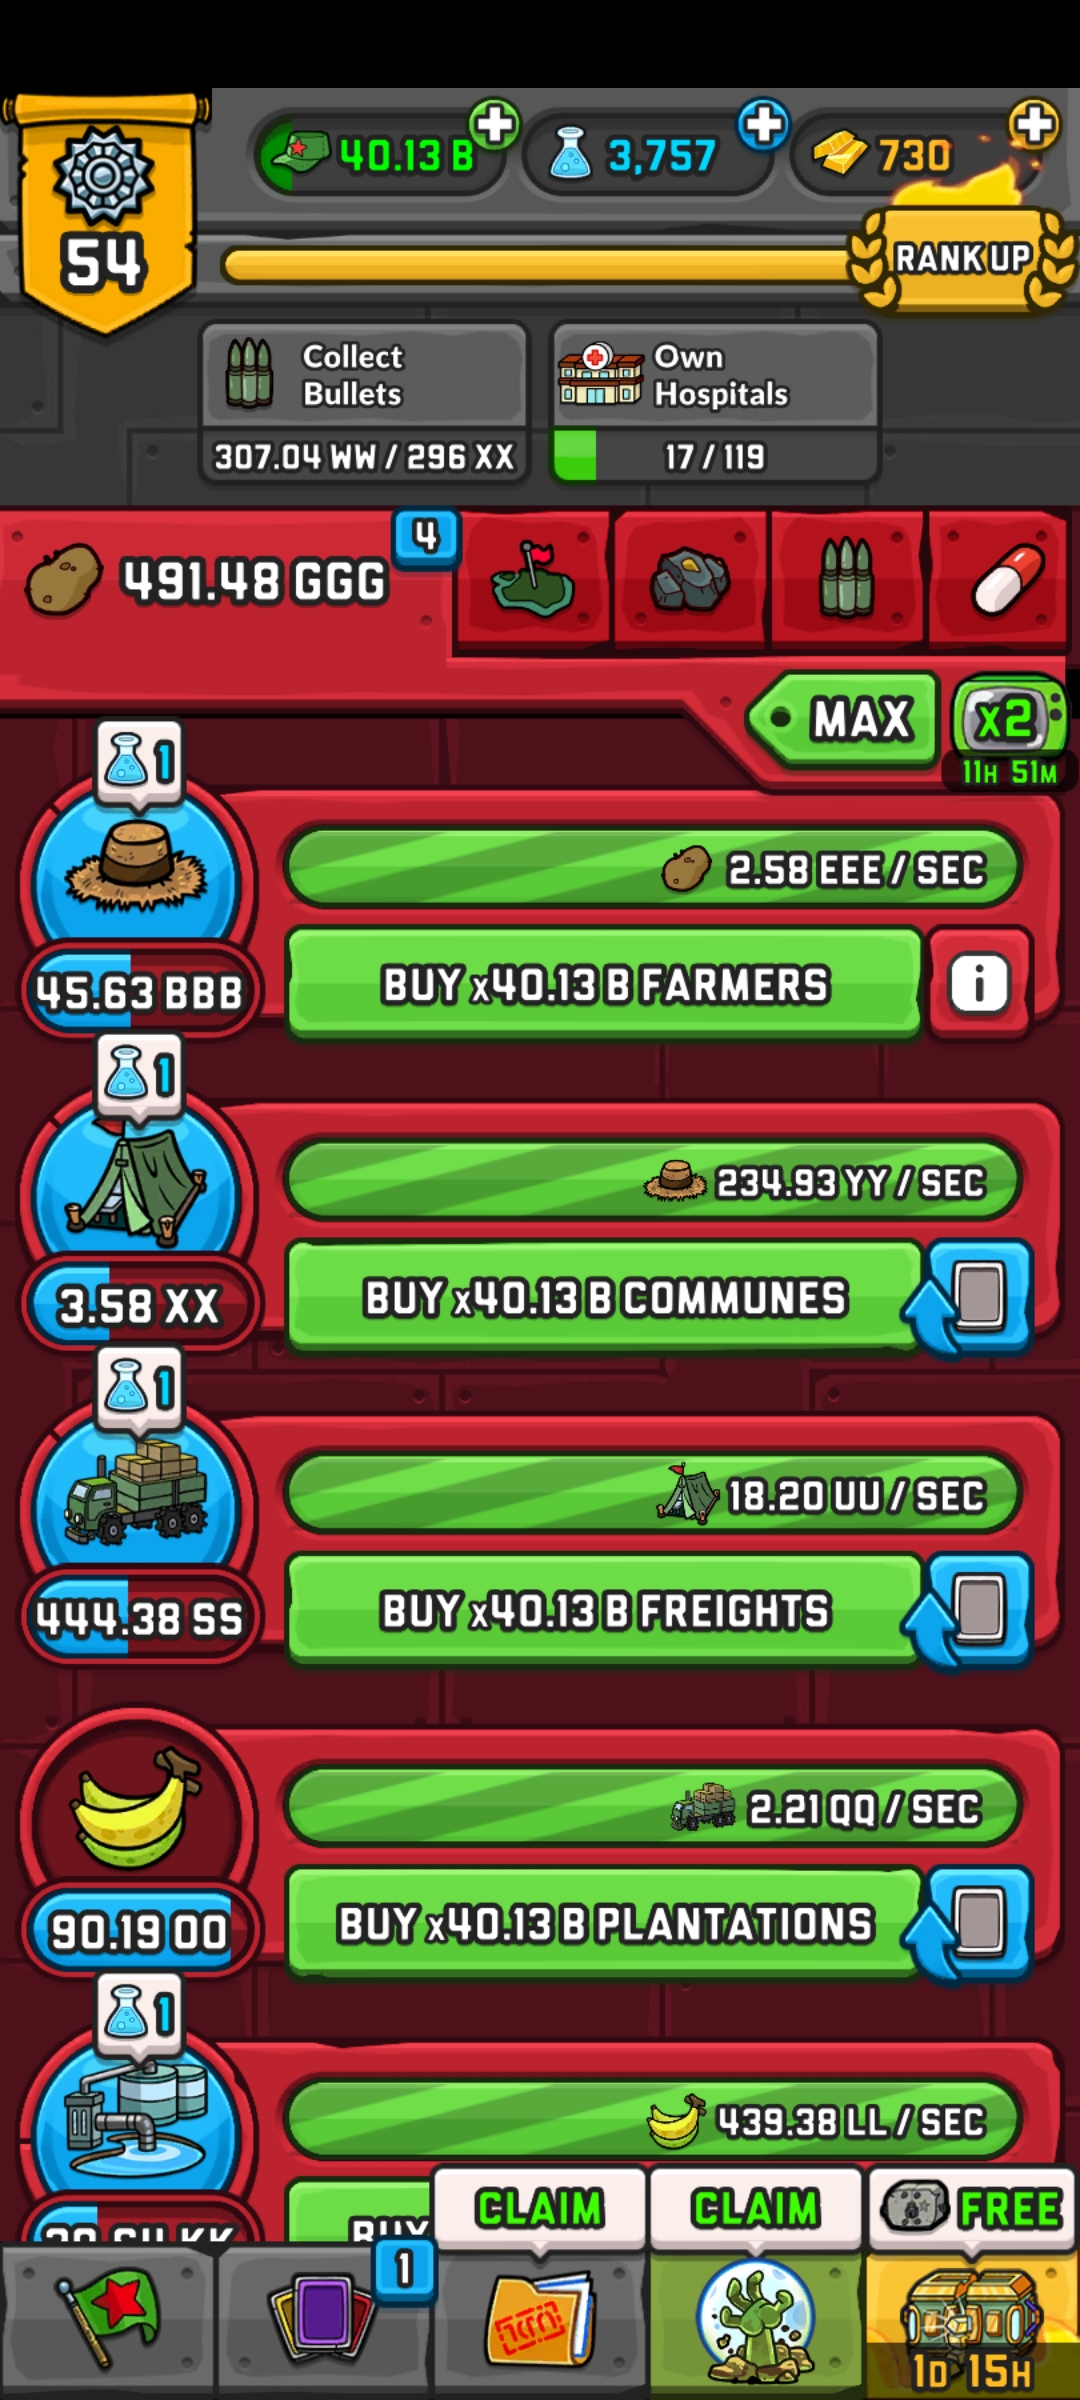 40.13 B
3,757
730
54
RANK UP
Collect
Bullets
307.04 WW / 296 XX
Own
Hospitals
17 / 119
491.48 GGG
4
MAX
x2
11H 51M
1
2.58 EEE / SEC
45.63 BBB
BUY x40.13 B FARMERS
i
1
234.93 YY / SEC
3.58 XX
BUY x40.13 B COMMUNES
1
18.20 UU / SEC
444.38 SS
BUY x40.13 B FREIGHTS
2.21 QQ / SEC
90.19 OO
BUY x40.13 B PLANTATIONS
1
439.38 LL / SEC
BUY
CLAIM
CLAIM
FREE
1
1D 15H